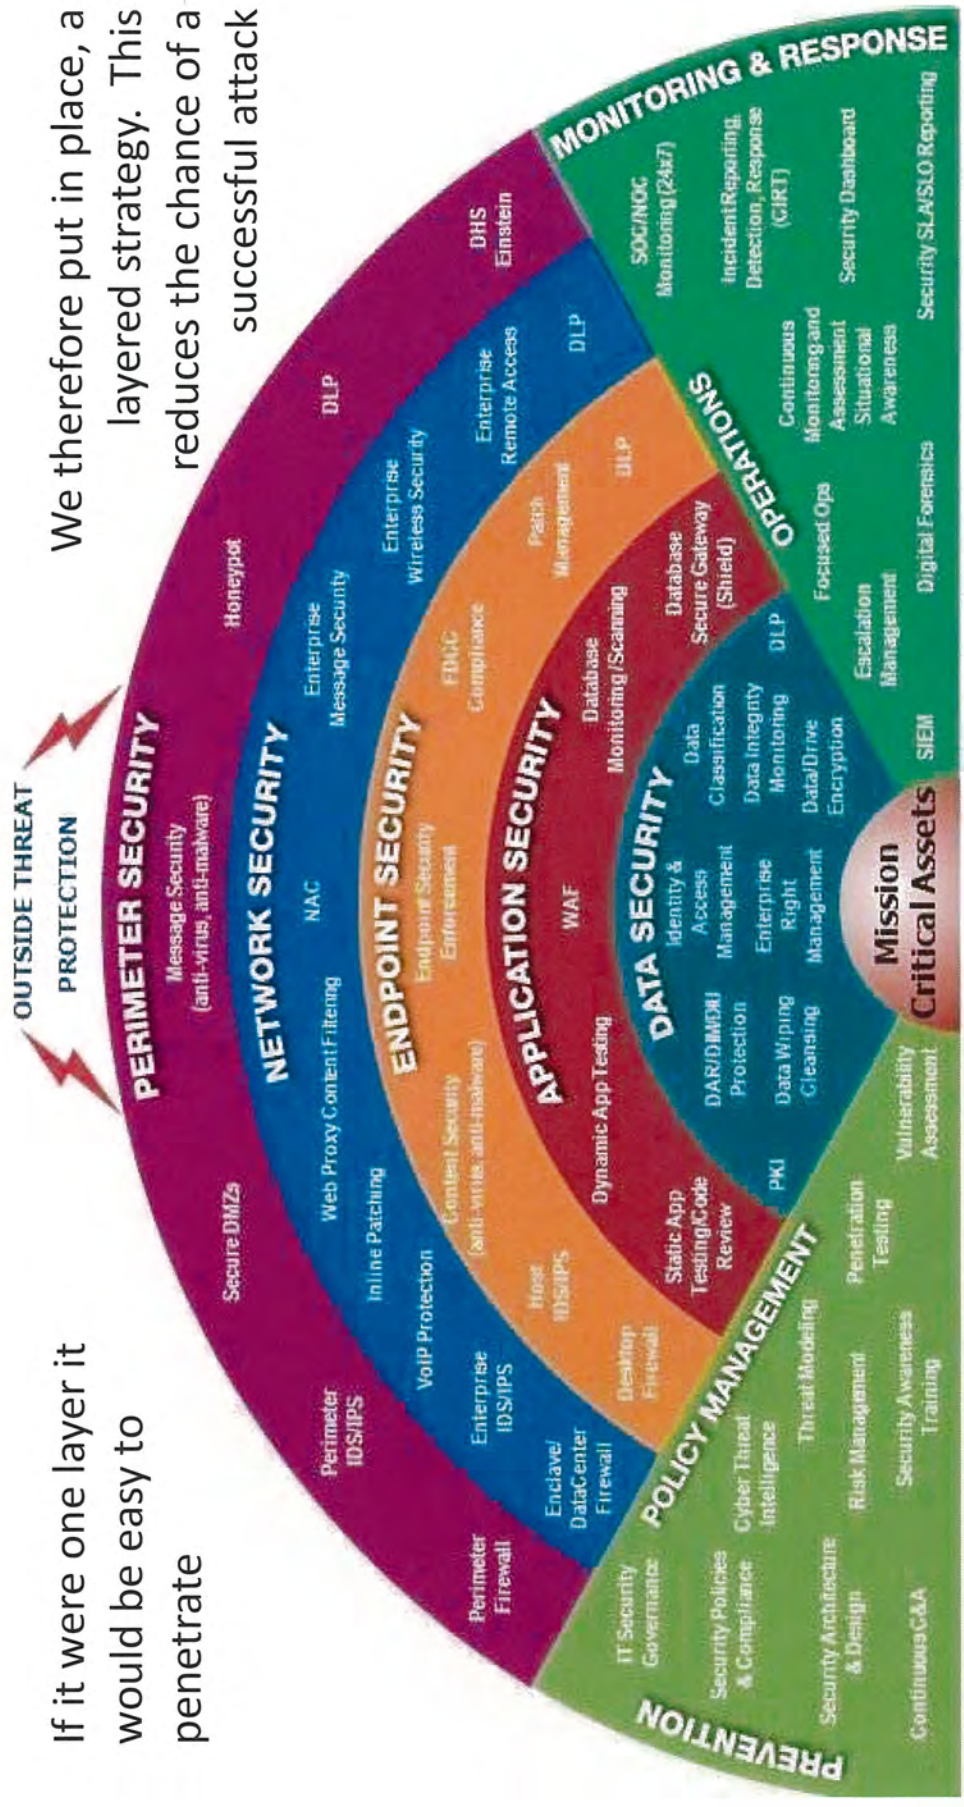 If it were one layer it
would be easy to
penetrate
OUTSIDE THREAT
PROTECTION
We therefore put in place, a
layered strategy. This
reduces the chance of a
successful attack
PERIMETER SECURITY
Perimeter
Firewall
Perimeter
IDS/IPS
Secure DMZs
Message Security
(anti-virus, anti-malware)
Honeypot
DLP
DHS
Einstein
NETWORK SECURITY
Enclave/
DataCenter
Firewall
Enterprise
IDS/IPS
VoIP Protection
Inline Patching
Web Proxy Content Filtering
NAC
Enterprise
Message Security
Enterprise
Wireless Security
Enterprise
Remote Access
DLP
ENDPOINT SECURITY
Desktop
Firewall
Host
IDS/IPS
Content Security
(anti-virus, anti-malware)
Endpoint Security
Enforcement
FDCC
Compliance
Patch
Management
DLP
APPLICATION SECURITY
Static App
Testing/Code
Review
Dynamic App Testing
WAF
Database
Monitoring/Scanning
Database
Secure Gateway
(Shield)
DATA SECURITY
PKI
DAR/DIM/DIU
Protection
Data Wiping
Cleansing
Identity &
Access
Management
Enterprise
Right
Management
Data
Classification
Data Integrity
Monitoring
Data/Drive
Encryption
DLP
Mission
Critical Assets
PREVENTION
POLICY MANAGEMENT
IT Security
Governance
Security Policies
& Compliance
Security Architecture
& Design
Continuous C&A
Cyber Threat
Intelligence
Threat Modeling
Risk Management
Security Awareness
Training
Penetration
Testing
Vulnerability
Assessment
MONITORING & RESPONSE
OPERATIONS
SIEM
Escalation
Management
Focused Ops
Digital Forensics
Continuous
Monitoring and
Assessment
Situational
Awareness
SOC/NOC
Monitoring (24x7)
Incident Reporting,
Detection, Response
(CIRT)
Security Dashboard
Security SLA/SLO Reporting